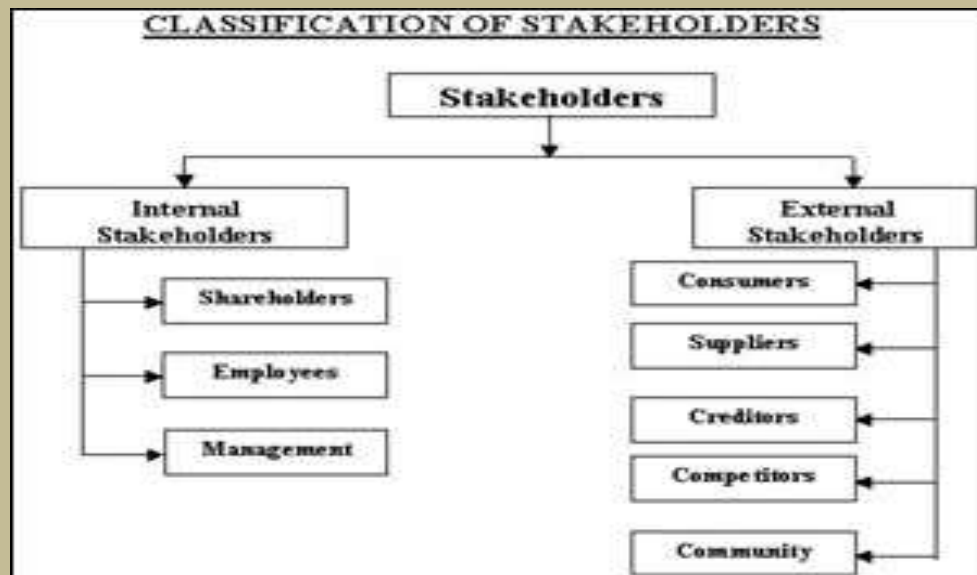 CLASSIFICATION OF STAKEHOLDERS
Stakeholders
Internal
Stakeholders
Shareholders
Employees
Management
External
Stakeholders
Consumers
Suppliers
Creditors
Competitors
Community